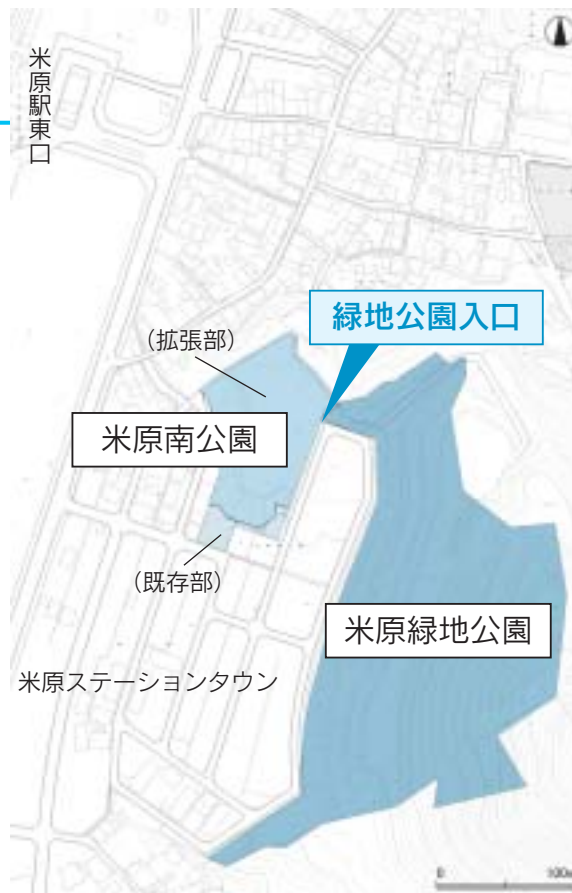 米原駅東口
緑地公園入口
（拡張部）
米原南公園
（既存部）
米原緑地公園
米原ステーションタウン
0 100m